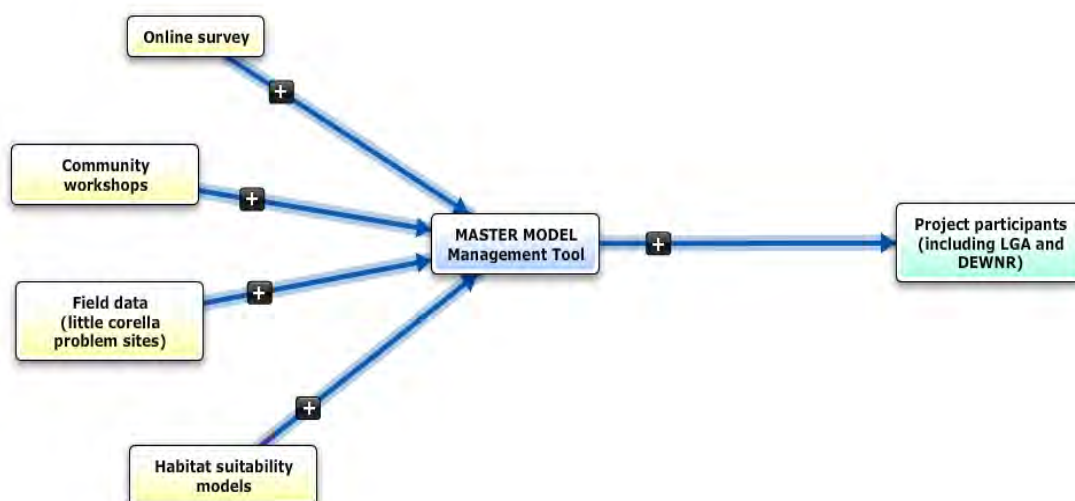 Online survey
Community
workshops
MASTER MODEL
Management Tool
Project participants
(including LGA and
DEWNR)
Field data
(little corella
problem sites)
Habitat suitability
models